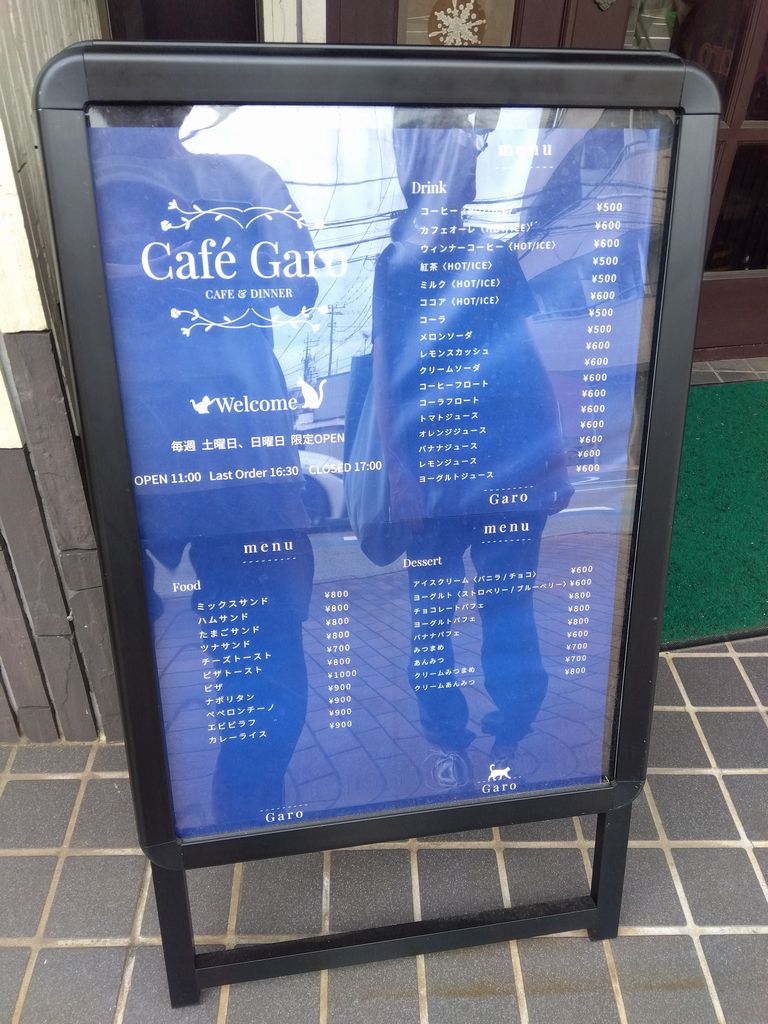 Café Garo
CAFE & DINNER
Welcome
毎週 土曜日、日曜日 限定OPEN
OPEN 11:00 Last Order 16:30 CLOSED 17:00
menu
Drink
コーヒー〈HOT/ICE〉 ¥500
カフェオーレ〈HOT/ICE〉 ¥600
ウィンナーコーヒー〈HOT/ICE〉 ¥600
紅茶〈HOT/ICE〉 ¥500
ミルク〈HOT/ICE〉 ¥500
ココア〈HOT/ICE〉 ¥600
コーラ ¥500
メロンソーダ ¥500
レモンスカッシュ ¥600
クリームソーダ ¥600
コーヒーフロート ¥600
コーラフロート ¥600
トマトジュース ¥600
オレンジジュース ¥600
バナナジュース ¥600
レモンジュース ¥600
ヨーグルトジュース ¥600
Garo
menu
Food
ミックスサンド ¥800
ハムサンド ¥800
たまごサンド ¥800
ツナサンド ¥800
チーズトースト ¥700
ピザトースト ¥800
ピザ ¥1000
ナポリタン ¥900
ペペロンチーノ ¥900
エビピラフ ¥900
カレーライス ¥900
Garo
menu
Dessert
アイスクリーム〈バニラ/チョコ〉 ¥600
ヨーグルト〈ストロベリー/ブルーベリー〉 ¥600
チョコレートパフェ ¥800
ヨーグルトパフェ ¥800
バナナパフェ ¥800
みつまめ ¥600
あんみつ ¥700
クリームみつまめ ¥700
クリームあんみつ ¥800
Garo